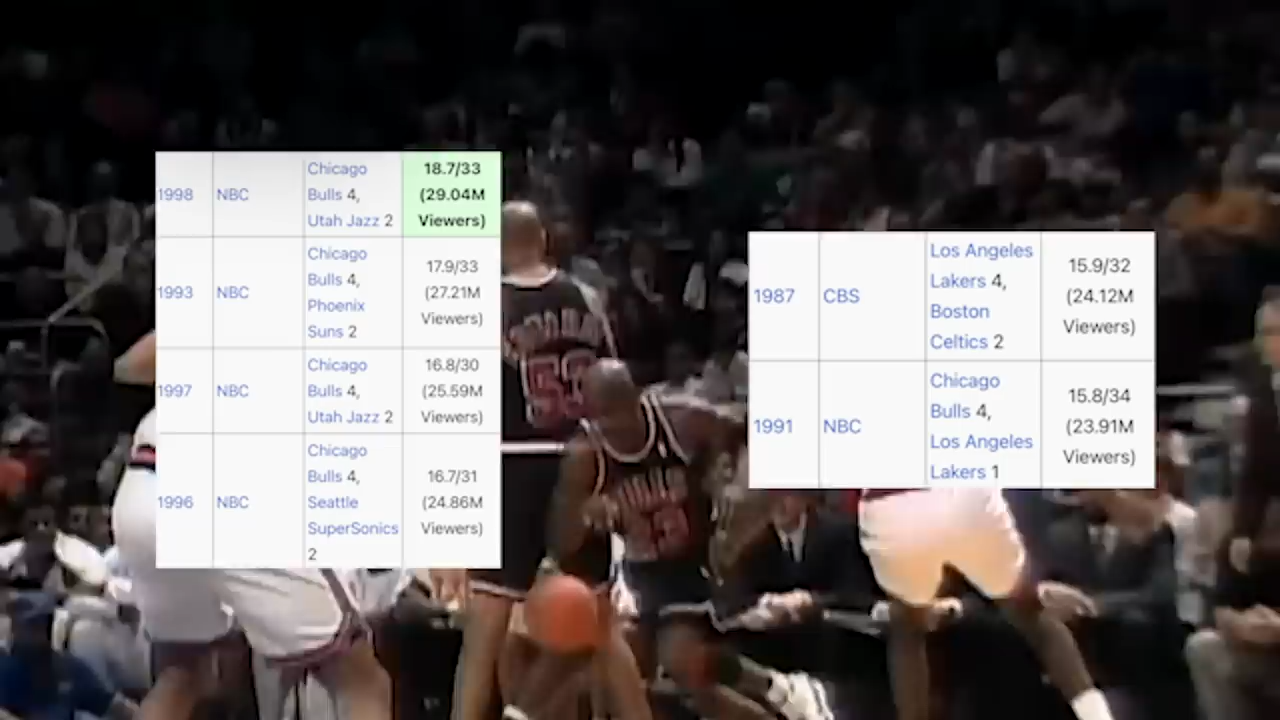 1998 NBC Chicago Bulls 4, Utah Jazz 2 18.7/33 (29.04M Viewers)
1993 NBC Chicago Bulls 4, Phoenix Suns 2 17.9/33 (27.21M Viewers)
1997 NBC Chicago Bulls 4, Utah Jazz 2 16.8/30 (25.59M Viewers)
1996 NBC Chicago Bulls 4, Seattle SuperSonics 2 16.7/31 (24.86M Viewers)
1987 CBS Los Angeles Lakers 4, Boston Celtics 2 15.9/32 (24.12M Viewers)
1991 NBC Chicago Bulls 4, Los Angeles Lakers 1 15.8/34 (23.91M Viewers)